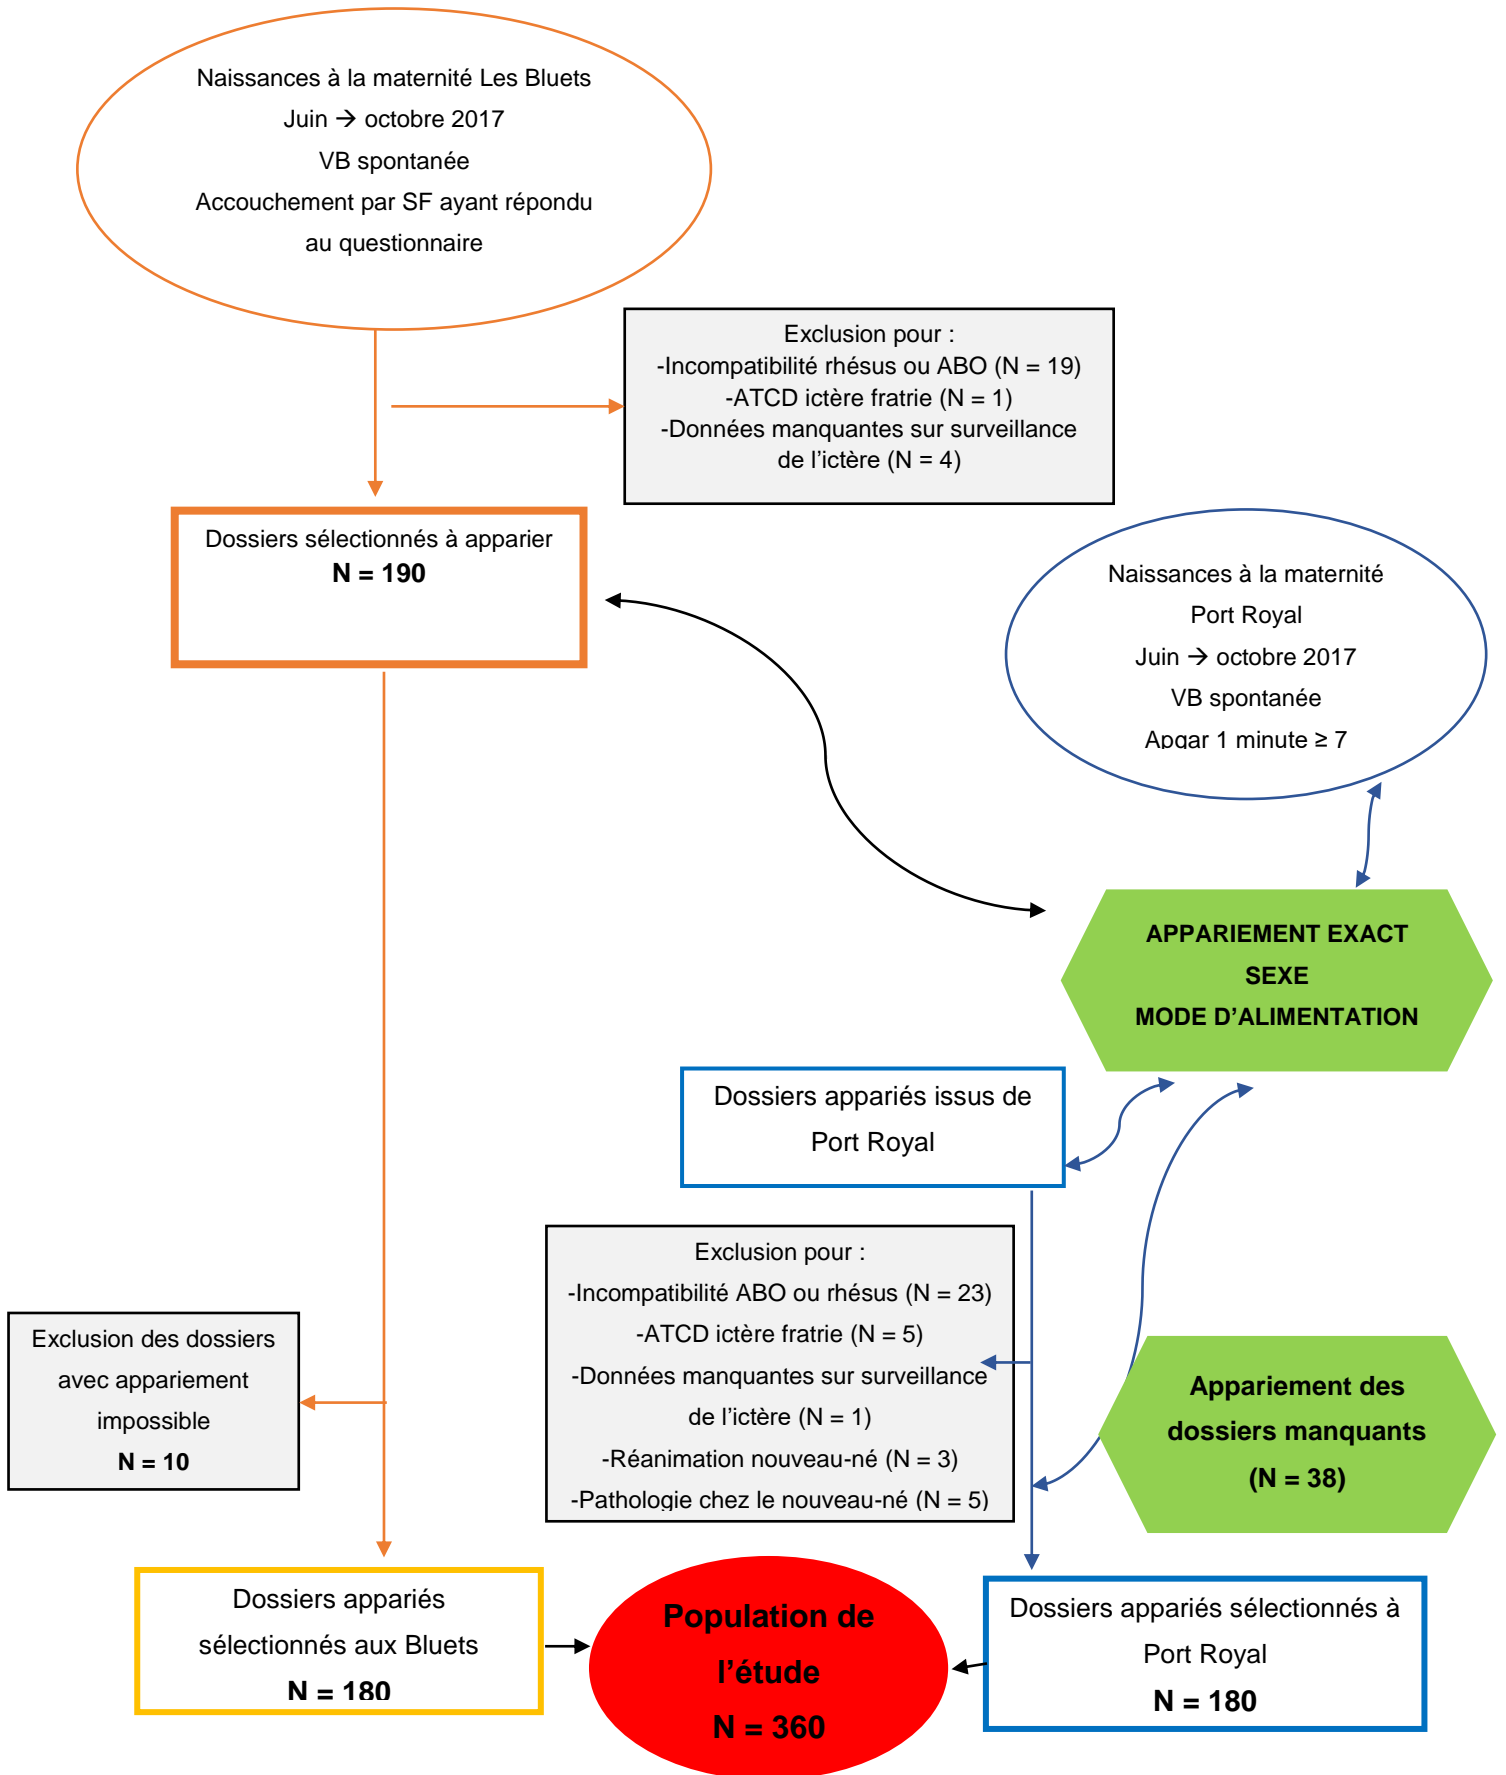 Naissances à la maternité Les Bluets
Juin → octobre 2017
VB spontanée
Accouchement par SF ayant répondu
au questionnaire
Exclusion pour :
-Incompatibilité rhésus ou ABO (N = 19)
-ATCD ictère fratrie (N = 1)
-Données manquantes sur surveillance
de l’ictère (N = 4)
Dossiers sélectionnés à apparier
N = 190
Naissances à la maternité
Port Royal
Juin → octobre 2017
VB spontanée
Apgar 1 minute ≥ 7
APPARIEMENT EXACT
SEXE
MODE D’ALIMENTATION
Dossiers appariés issus de
Port Royal
Exclusion pour :
-Incompatibilité ABO ou rhésus (N = 23)
-ATCD ictère fratrie (N = 5)
-Données manquantes sur surveillance
de l’ictère (N = 1)
-Réanimation nouveau-né (N = 3)
-Pathologie chez le nouveau-né (N = 5)
Exclusion des dossiers
avec appariement
impossible
N = 10
Appariement des
dossiers manquants
(N = 38)
Dossiers appariés
sélectionnés aux Bluets
N = 180
Population de
l’étude
N = 360
Dossiers appariés sélectionnés à
Port Royal
N = 180